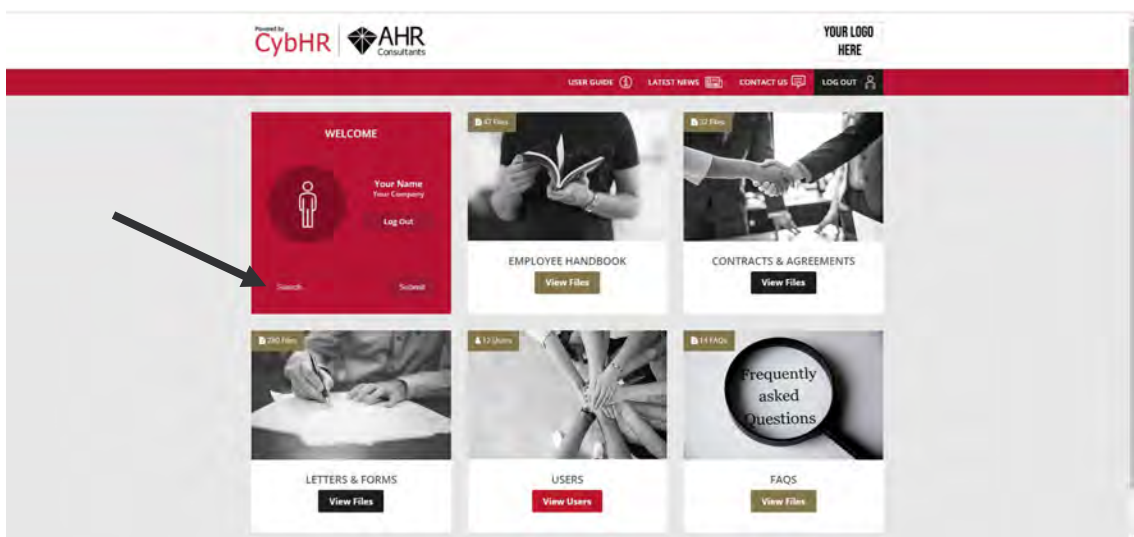 Powered by
CybHR
AHR
Consultants
YOUR LOGO
HERE
USER GUIDE
LATEST NEWS
CONTACT US
LOG OUT
WELCOME
Your Name
Your Company
Log Out
Search...
Submit
47 Files
EMPLOYEE HANDBOOK
View Files
32 Files
CONTRACTS & AGREEMENTS
View Files
LETTERS & FORMS
View Files
12 Users
USERS
View Users
14 FAQs
Frequently
asked
Questions
FAQS
View Files